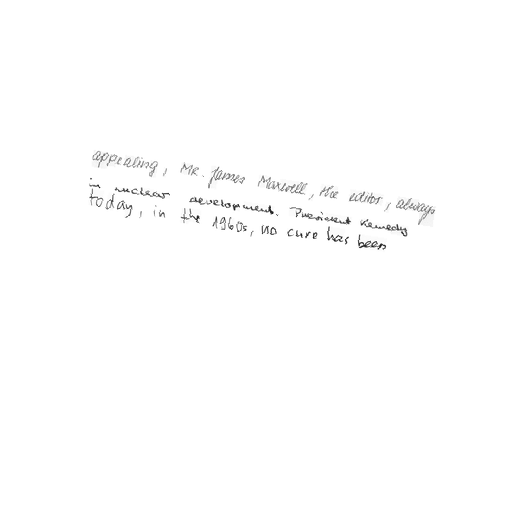 appealing, Mr. James Maxwell, the editor, always
in nuclear development. President Kennedy
today, in the 1960s, no cure has been